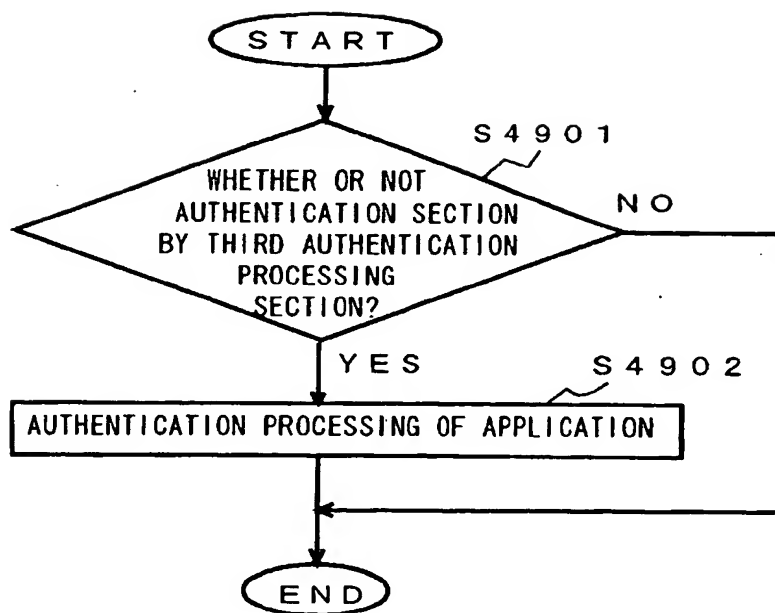 START
S4901
WHETHER OR NOT
AUTHENTICATION SECTION
BY THIRD AUTHENTICATION
PROCESSING
SECTION?
NO
YES
S4902
AUTHENTICATION PROCESSING OF APPLICATION
END